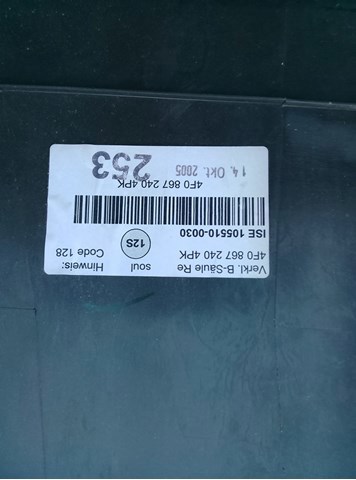 Verkl. B-Säule Re
4F0 867 240 4PK
soul
12S
Hinweis:
Code 128
ISE 105510-0030
4F0 867 240 4PK
14. Okt. 2005
253